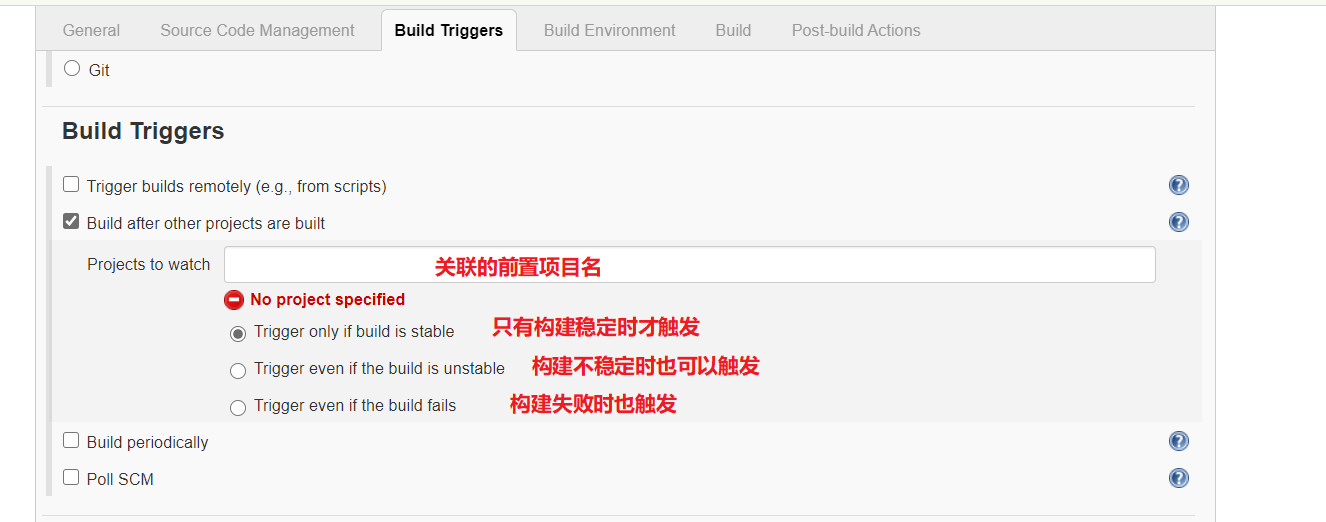 General Source Code Management Build Triggers Build Environment Build Post-build Actions
Git
Build Triggers
Trigger builds remotely (e.g., from scripts)
Build after other projects are built
Projects to watch 关联的前置项目名
No project specified
Trigger only if build is stable 只有构建稳定时才触发
Trigger even if the build is unstable 构建不稳定时也可以触发
Trigger even if the build fails 构建失败时也触发
Build periodically
Poll SCM